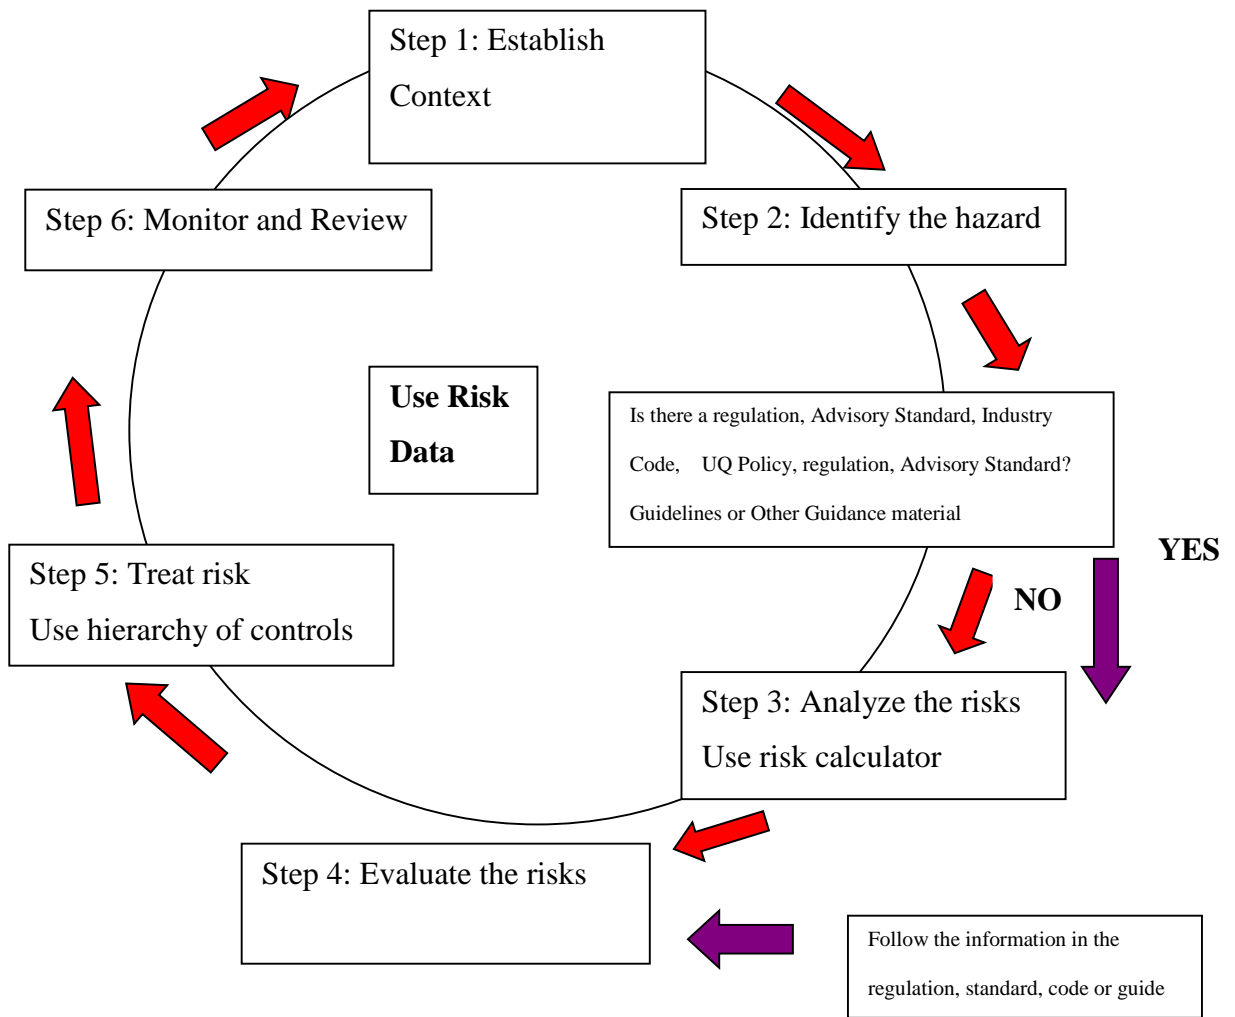 Step 1: Establish
Context
Step 6: Monitor and Review
Step 2: Identify the hazard
Use Risk
Data
Is there a regulation, Advisory Standard, Industry
Code, UQ Policy, regulation, Advisory Standard?
Guidelines or Other Guidance material
YES
NO
Step 5: Treat risk
Use hierarchy of controls
Step 3: Analyze the risks
Use risk calculator
Step 4: Evaluate the risks
Follow the information in the
regulation, standard, code or guide